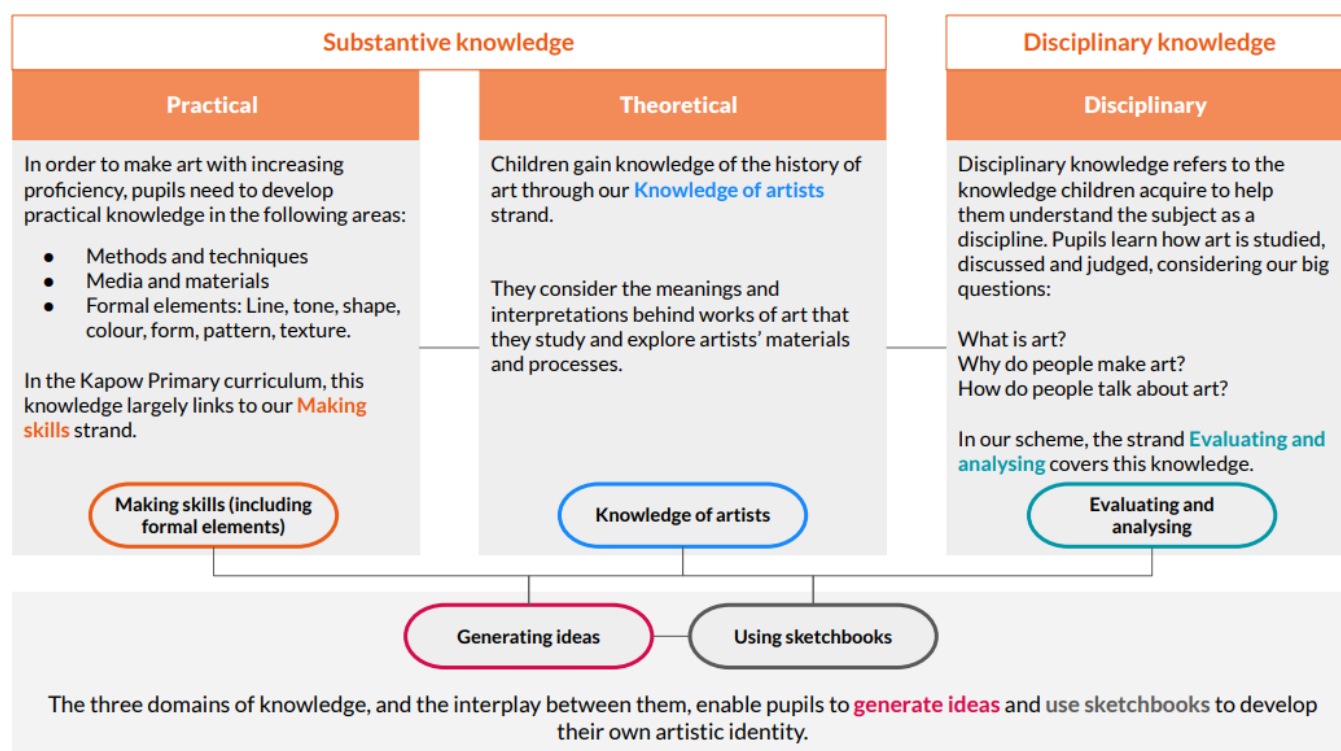 Substantive knowledge
Disciplinary knowledge
Practical
Theoretical
Disciplinary
In order to make art with increasing
proficiency, pupils need to develop
practical knowledge in the following areas:
● Methods and techniques
● Media and materials
● Formal elements: Line, tone, shape,
colour, form, pattern, texture.
In the Kapow Primary curriculum, this
knowledge largely links to our Making
skills strand.
Making skills (including
formal elements)
Children gain knowledge of the history of
art through our Knowledge of artists
strand.
They consider the meanings and
interpretations behind works of art that
they study and explore artists’ materials
and processes.
Knowledge of artists
Disciplinary knowledge refers to the
knowledge children acquire to help
them understand the subject as a
discipline. Pupils learn how art is studied,
discussed and judged, considering our big
questions:
What is art?
Why do people make art?
How do people talk about art?
In our scheme, the strand Evaluating and
analysing covers this knowledge.
Evaluating and
analysing
Generating ideas
Using sketchbooks
The three domains of knowledge, and the interplay between them, enable pupils to generate ideas and use sketchbooks to develop
their own artistic identity.